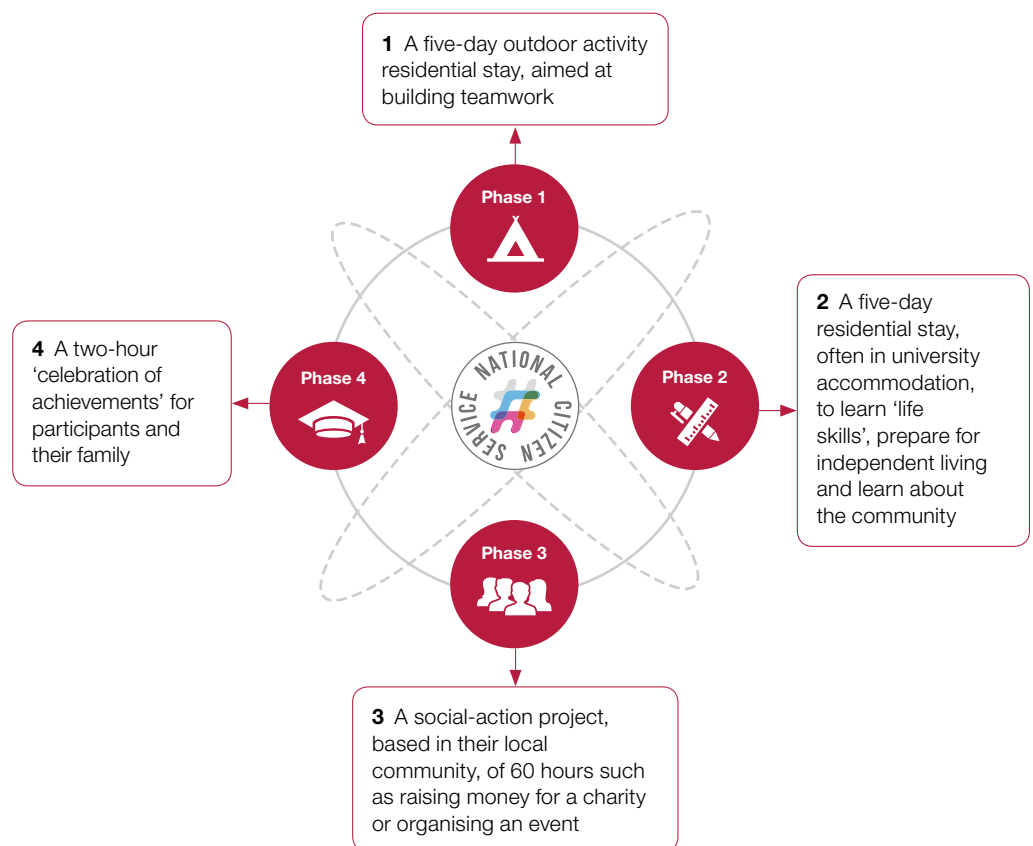 1 A five-day outdoor activity
residential stay, aimed at
building teamwork
Phase 1
2 A five-day
residential stay,
often in university
accommodation,
to learn ‘life
skills’, prepare for
independent living
and learn about
the community
Phase 2
NATIONAL CITIZEN SERVICE
Phase 4
4 A two-hour
‘celebration of
achievements’ for
participants and
their family
Phase 3
3 A social-action project,
based in their local
community, of 60 hours such
as raising money for a charity
or organising an event